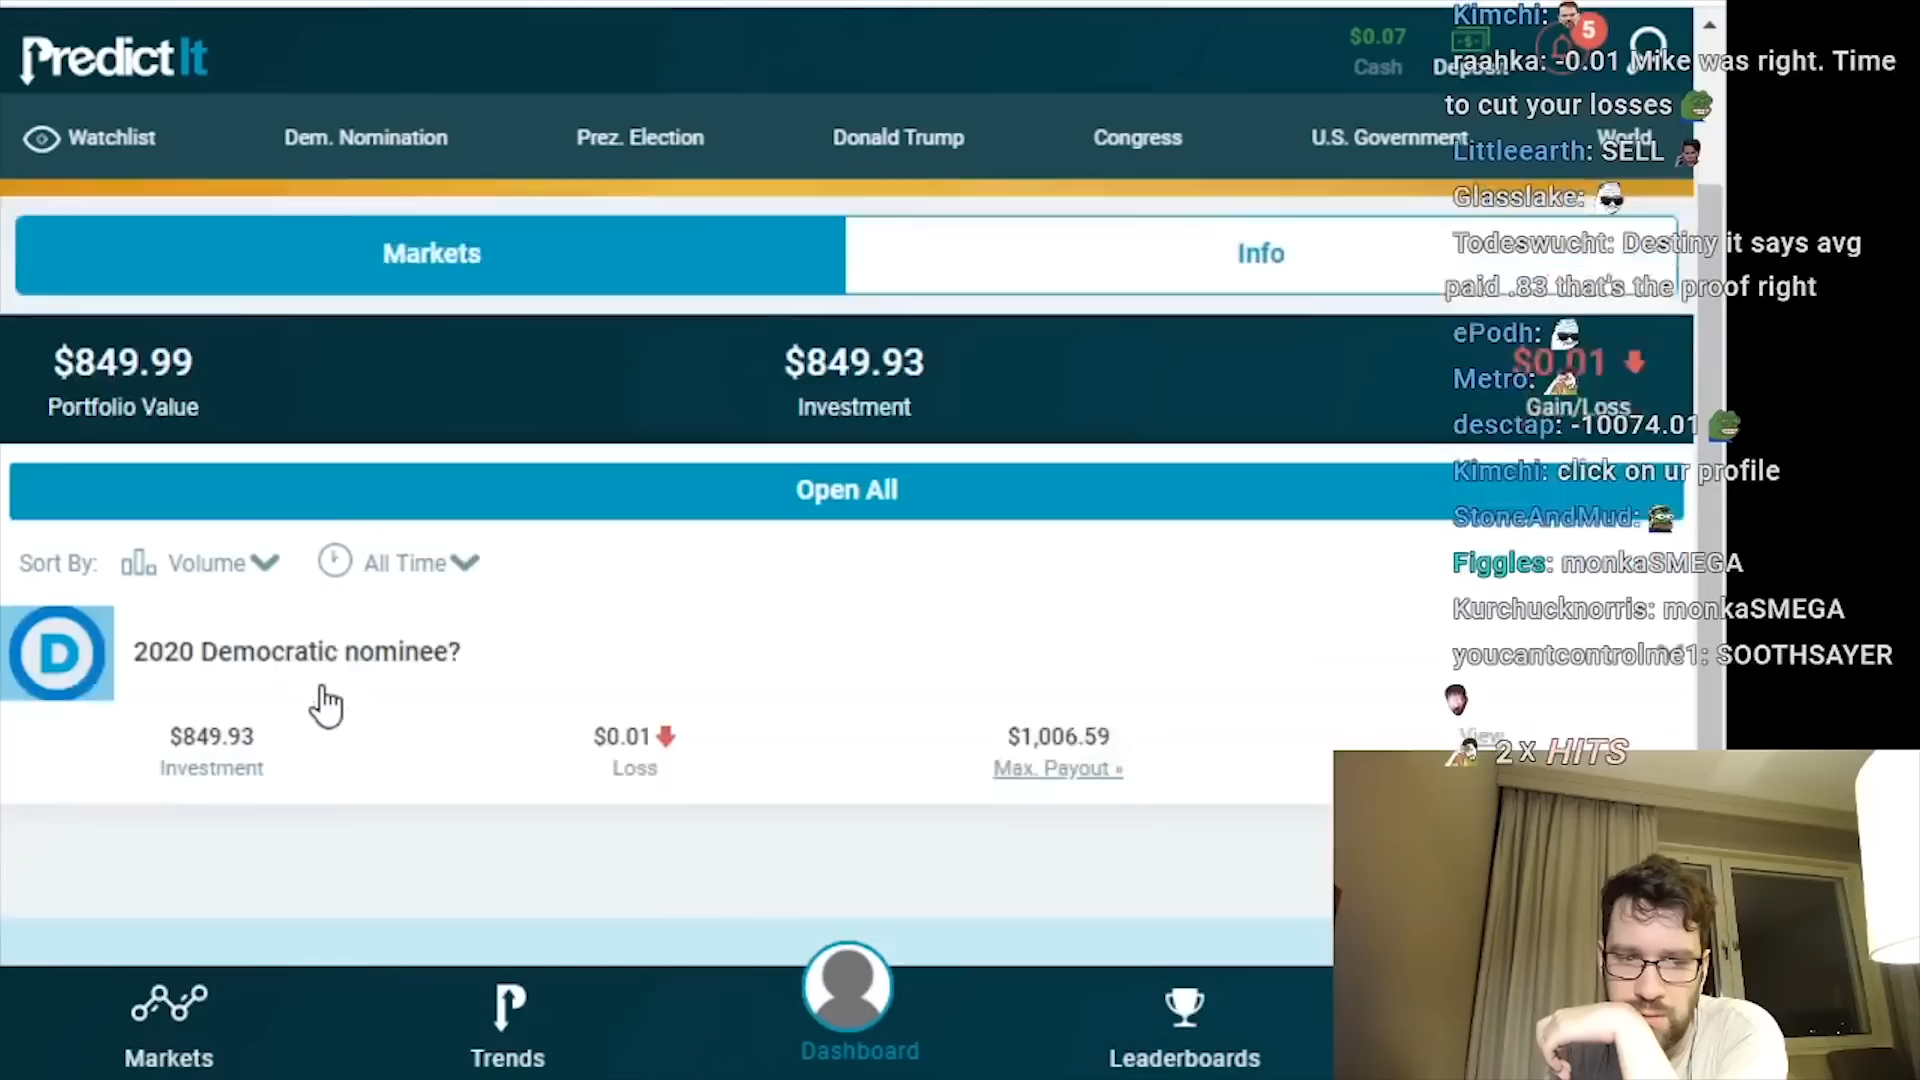 PredictIt
$0.07
Cash
Deposit
5
Watchlist
Dem. Nomination
Prez. Election
Donald Trump
Congress
U.S. Government
World
Markets
Info
$849.99
Portfolio Value
$849.93
Investment
$0.01
Gain/Loss
Open All
Sort By:
Volume
All Time
D
2020 Democratic nominee?
$849.93
Investment
$0.01
Loss
$1,006.59
Max. Payout »
View
Markets
Trends
Dashboard
Leaderboards
Kimchi:
raahka: -0.01 Mike was right. Time
to cut your losses
Littleearth: SELL
Glasslake:
Todeswucht: Destiny it says avg
paid .83 that's the proof right
ePodh:
Metro:
desctap: -10074.01
Kimchi: click on ur profile
StoneAndMud:
Figgles: monkaSMEGA
Kurchucknorris: monkaSMEGA
youcantcontrolme1: SOOTHSAYER
2 x HITS